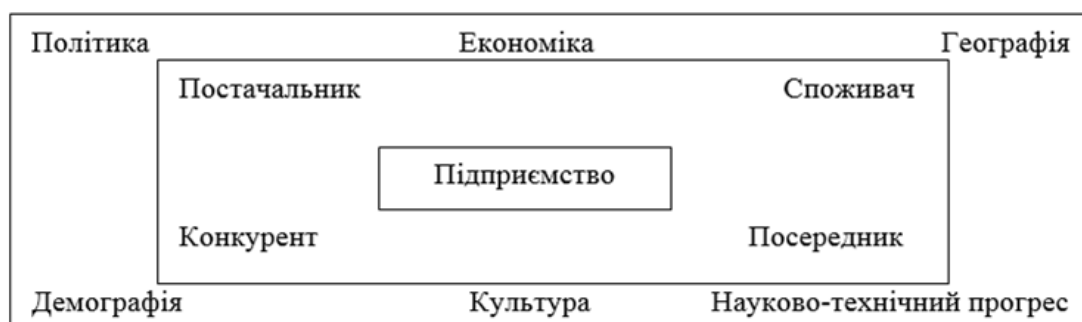 Політика Економіка Географія
Постачальник Споживач
Підприємство
Конкурент Посередник
Демографія Культура Науково-технічний прогрес